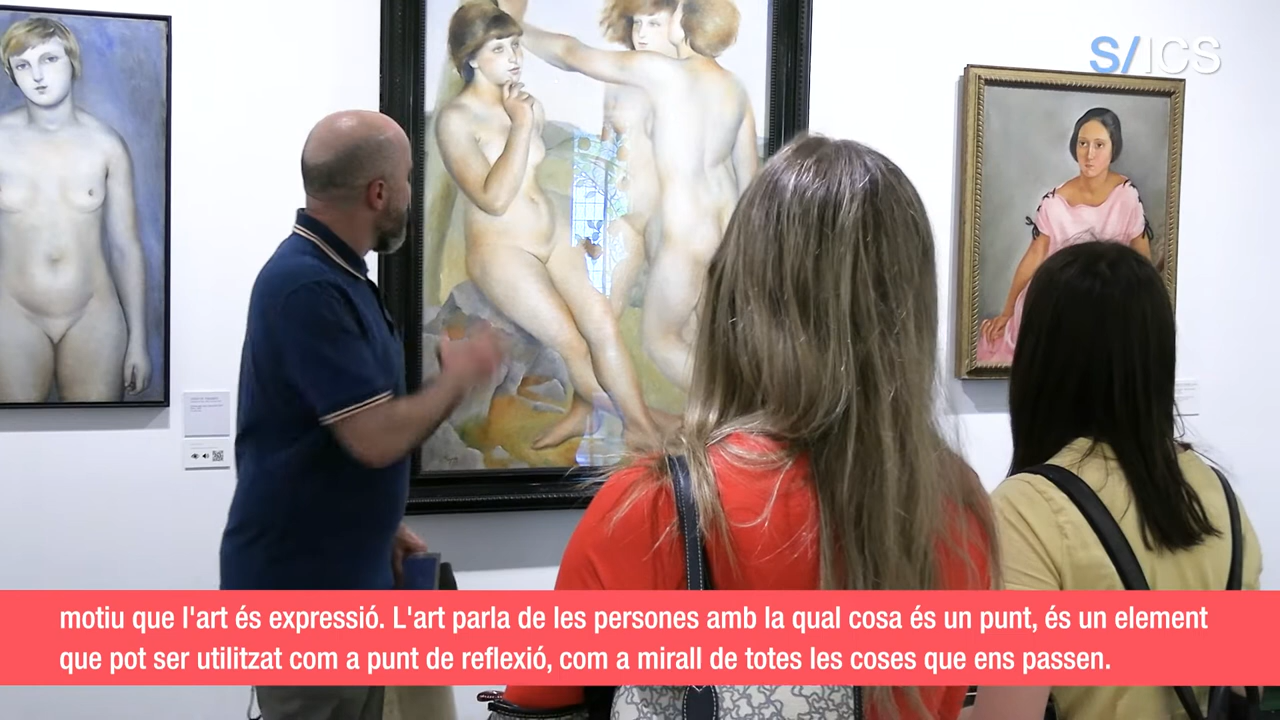 S/ICS
motiu que l'art és expressió. L'art parla de les persones amb la qual cosa és un punt, és un element
que pot ser utilitzat com a punt de reflexió, com a mirall de totes les coses que ens passen.